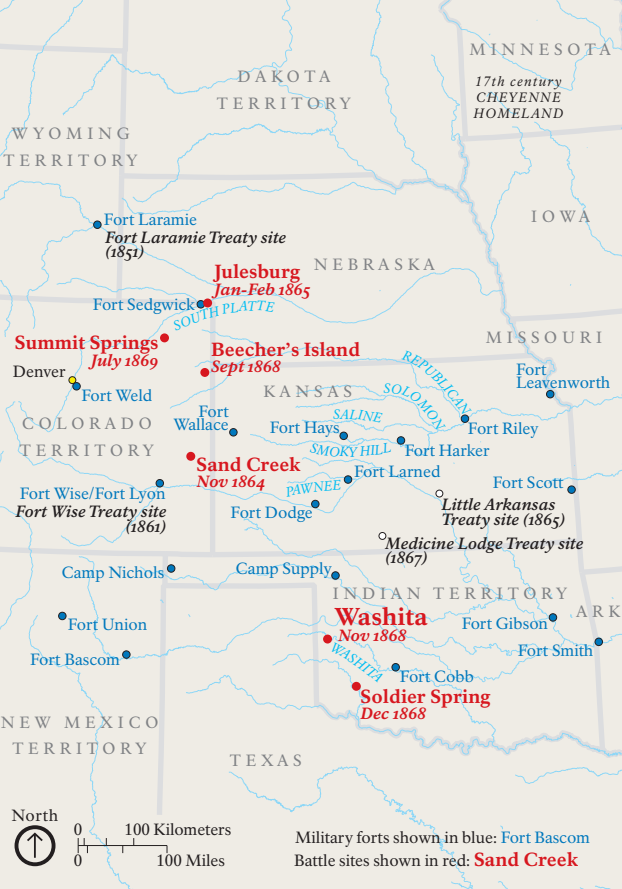 MINNESOTA
17th century
CHEYENNE
HOMELAND
DAKOTA
TERRITORY
WYOMING
TERRITORY
IOWA
Fort Laramie
Fort Laramie Treaty site
(1851)
NEBRASKA
Julesburg
Jan-Feb 1865
Fort Sedgwick
SOUTH PLATTE
MISSOURI
Summit Springs
July 1869
Beecher's Island
Sept 1868
Denver
Fort Weld
REPUBLICAN
Fort
Leavenworth
KANSAS
SOLOMON
COLORADO
TERRITORY
Fort
Wallace
SALINE
Fort Hays
Fort Riley
SMOKY HILL
Fort Harker
Sand Creek
Nov 1864
Fort Larned
PAWNEE
Fort Scott
Fort Wise/Fort Lyon
Fort Wise Treaty site
(1861)
Fort Dodge
Little Arkansas
Treaty site (1865)
Medicine Lodge Treaty site
(1867)
Camp Nichols
Camp Supply
INDIAN TERRITORY
ARK
Washita
Nov 1868
Fort Union
Fort Gibson
Fort Bascom
WASHITA
Fort Smith
Fort Cobb
Soldier Spring
Dec 1868
NEW MEXICO
TERRITORY
TEXAS
North
0 100 Kilometers
0 100 Miles
Military forts shown in blue: Fort Bascom
Battle sites shown in red: Sand Creek